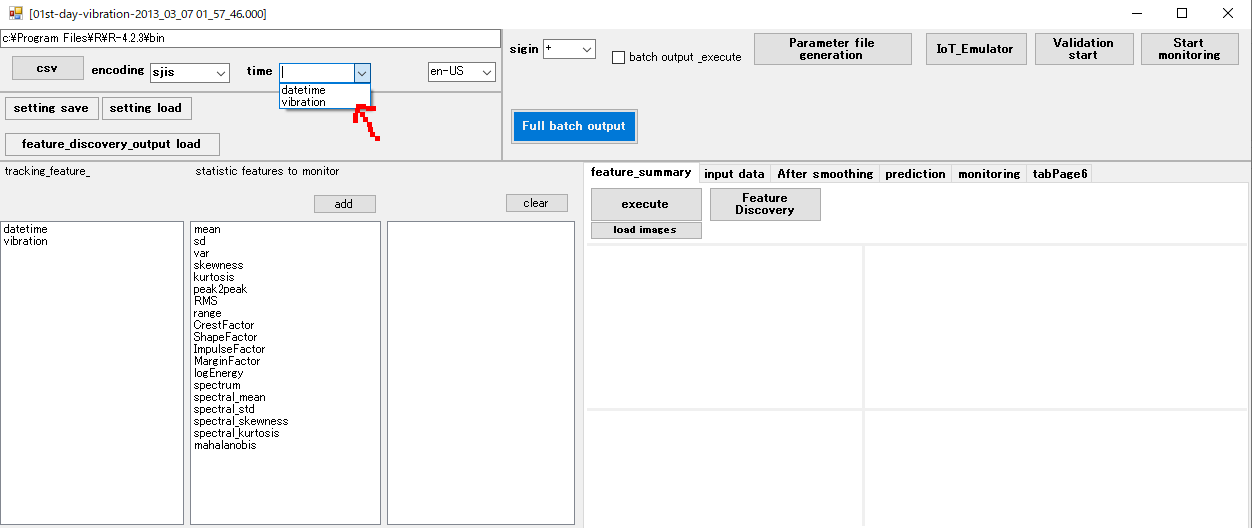 [01st-day-vibration-2013_03_07 01_57_46.000]
c:¥Program Files¥R¥R-4.2.3¥bin
csv
encoding
sjis
time
datetime
vibration
en-US
sigin
+
batch output _execute
Parameter file
generation
IoT_Emulator
Validation
start
Start
monitoring
setting save
setting load
feature_discovery_output load
Full batch output
tracking_feature_
statistic features to monitor
add
clear
datetime
vibration
mean
sd
var
skewness
kurtosis
peak2peak
RMS
range
CrestFactor
ShapeFactor
ImpulseFactor
MarginFactor
logEnergy
spectrum
spectral_mean
spectral_std
spectral_skewness
spectral_kurtosis
mahalanobis
feature_summary
input data
After smoothing
prediction
monitoring
tabPage6
execute
load images
Feature
Discovery